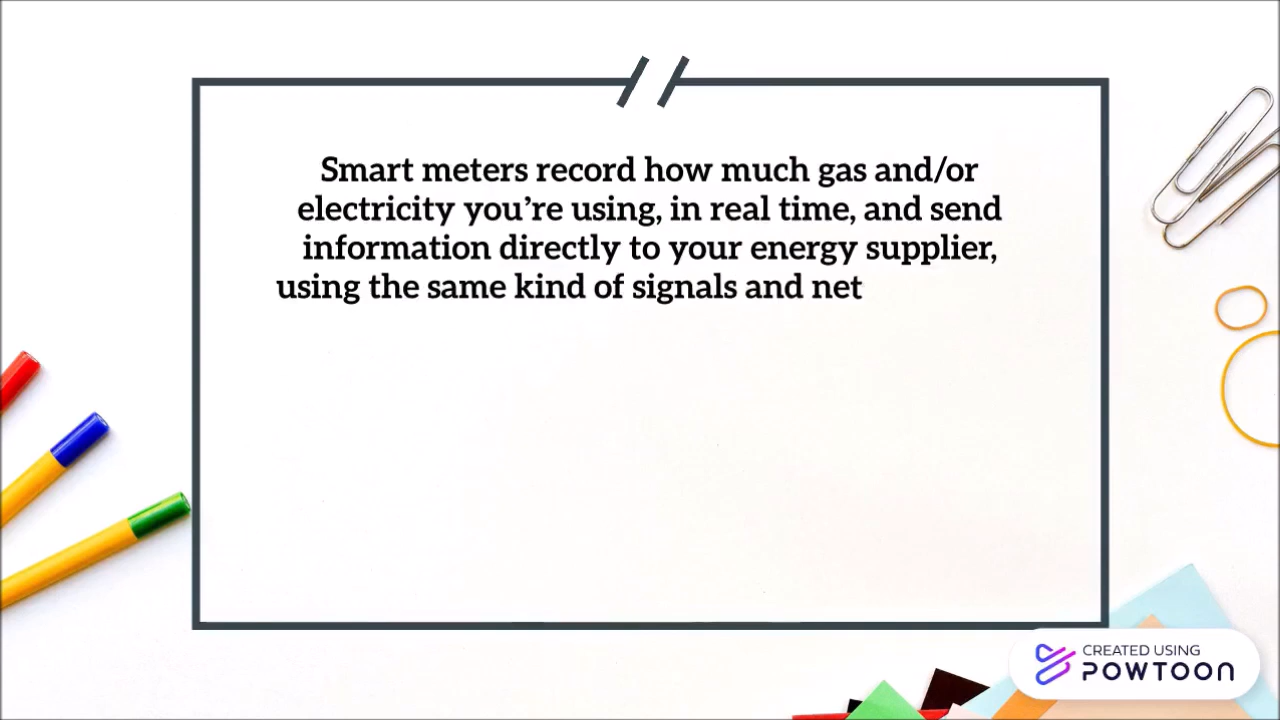 Smart meters record how much gas and/or
electricity you’re using, in real time, and send
information directly to your energy supplier,
using the same kind of signals and net
CREATED USING
POWTOON